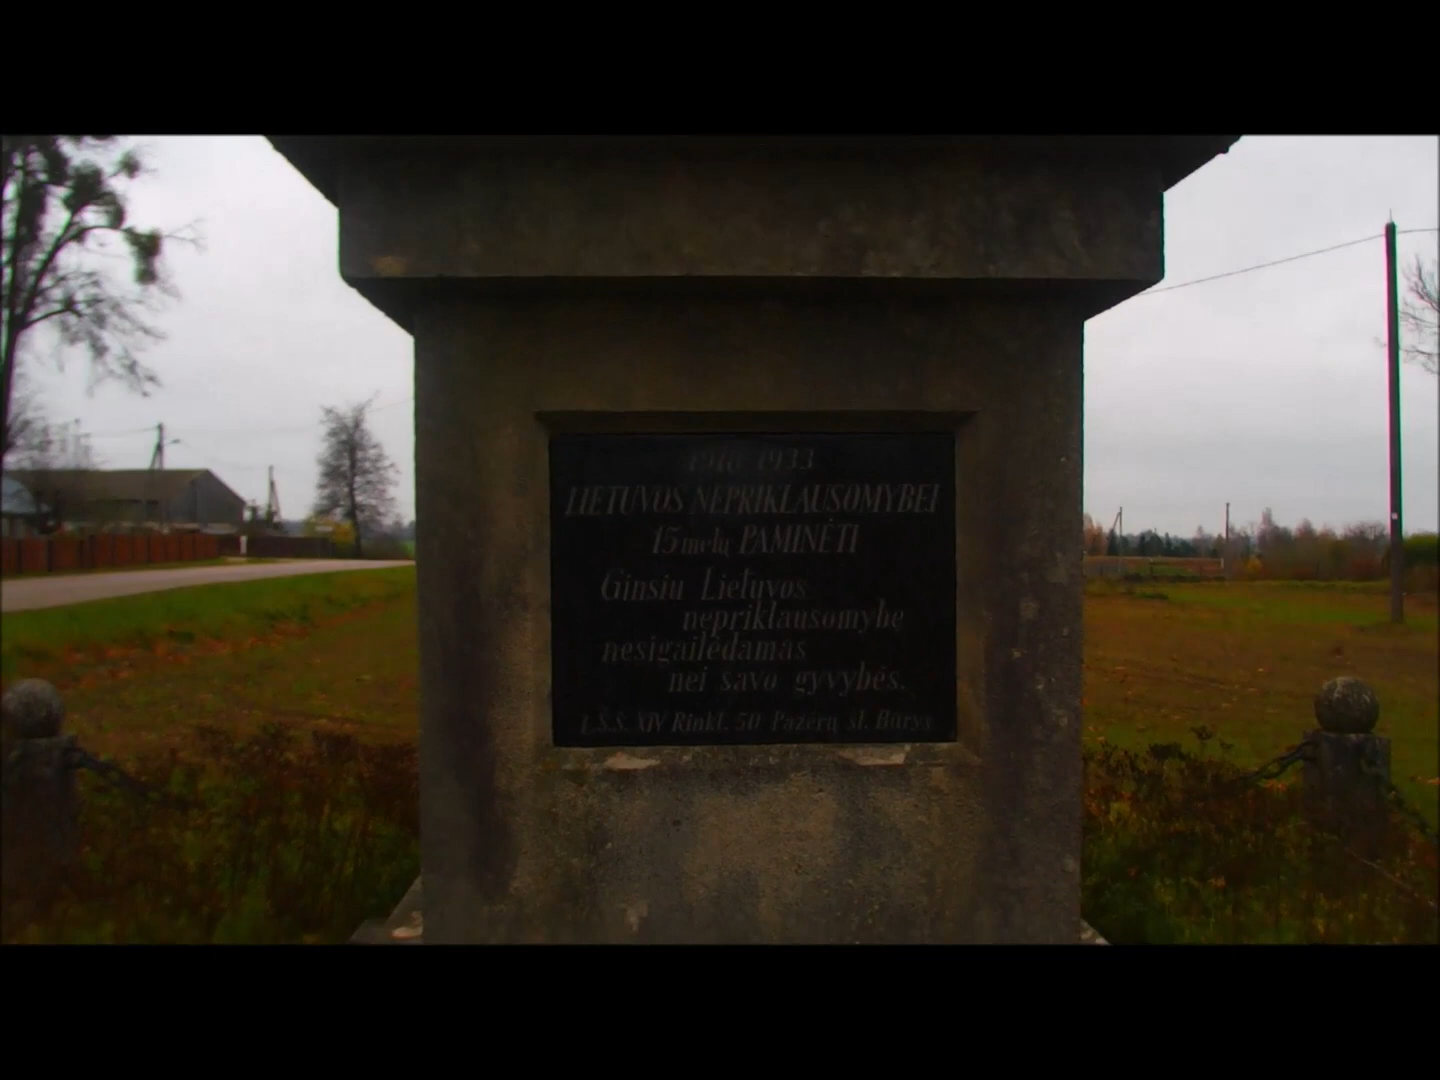 1918 1933
LIETUVOS NEPRIKLAUSOMYBEI
15 metų PAMINĖTI
Ginsiu Lietuvos
nepriklausomybę
nesigailėdamas
nei savo gyvybės.
L.Š.S. XIV Rinkt. 50 Pažėrų šl. Būrys